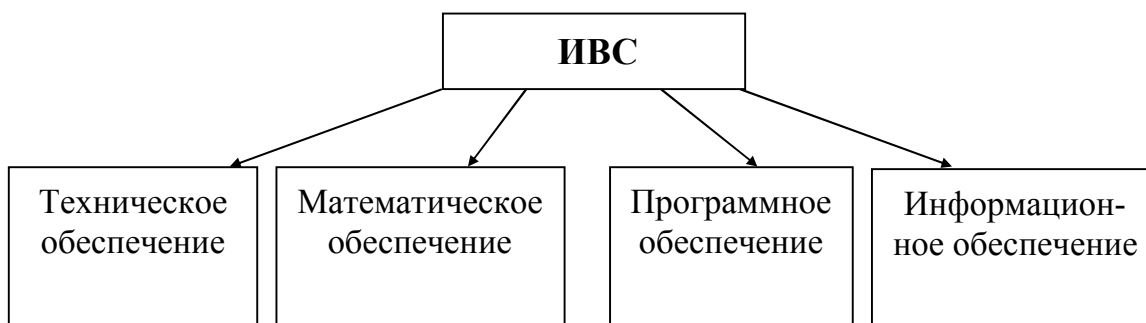 ИВС
Техническое
обеспечение
Математическое
обеспечение
Программное
обеспечение
Информацион-
ное обеспечение